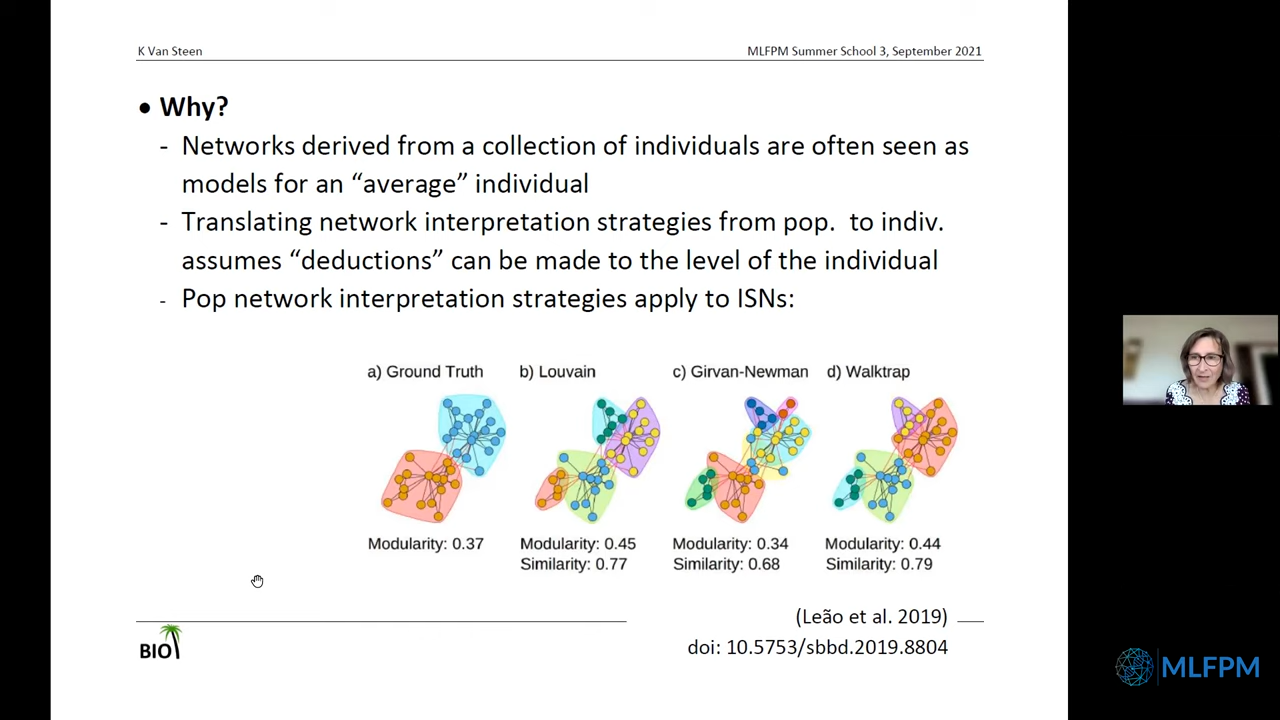 K Van Steen
MLFPM Summer School 3, September 2021
• Why?
- Networks derived from a collection of individuals are often seen as
models for an “average” individual
- Translating network interpretation strategies from pop. to indiv.
assumes “deductions” can be made to the level of the individual
- Pop network interpretation strategies apply to ISNs:
a) Ground Truth
b) Louvain
c) Girvan-Newman
d) Walktrap
Modularity: 0.37
Modularity: 0.45
Similarity: 0.77
Modularity: 0.34
Similarity: 0.68
Modularity: 0.44
Similarity: 0.79
(Leão et al. 2019)
doi: 10.5753/sbbd.2019.8804
BIO
MLFPM